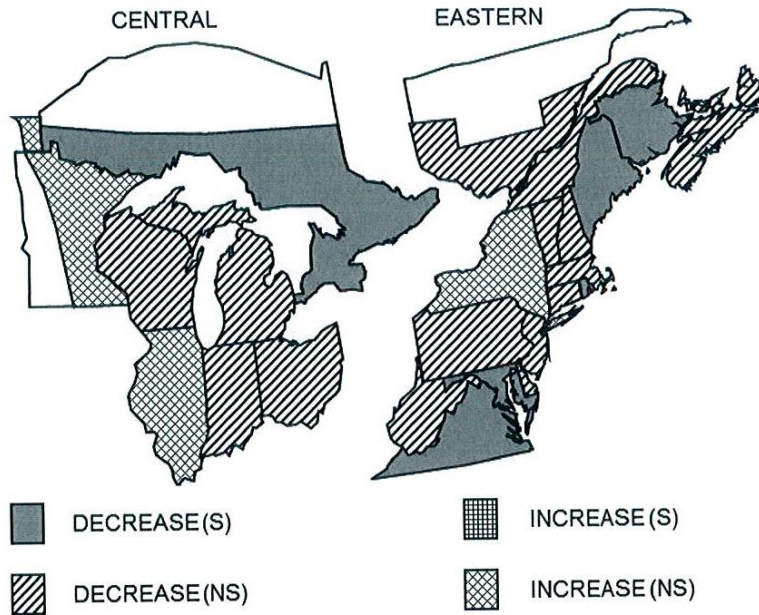 CENTRAL
EASTERN
DECREASE(S)
INCREASE(S)
DECREASE(NS)
INCREASE(NS)